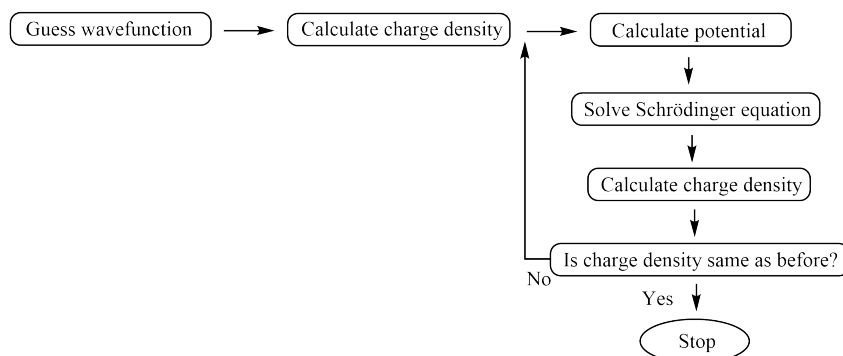 Guess wavefunction
Calculate charge density
Calculate potential
Solve Schrödinger equation
Calculate charge density
Is charge density same as before?
No
Yes
Stop